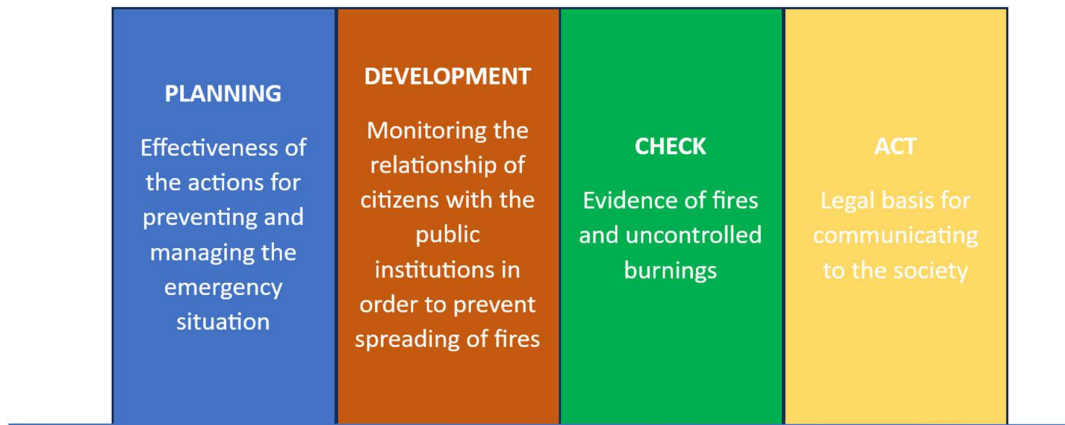 PLANNING
Effectiveness of
the actions for
preventing and
managing the
emergency
situation
DEVELOPMENT
Monitoring the
relationship of
citizens with the
public
institutions in
order to prevent
spreading of fires
CHECK
Evidence of fires
and uncontrolled
burnings
ACT
Legal basis for
communicating
to the society